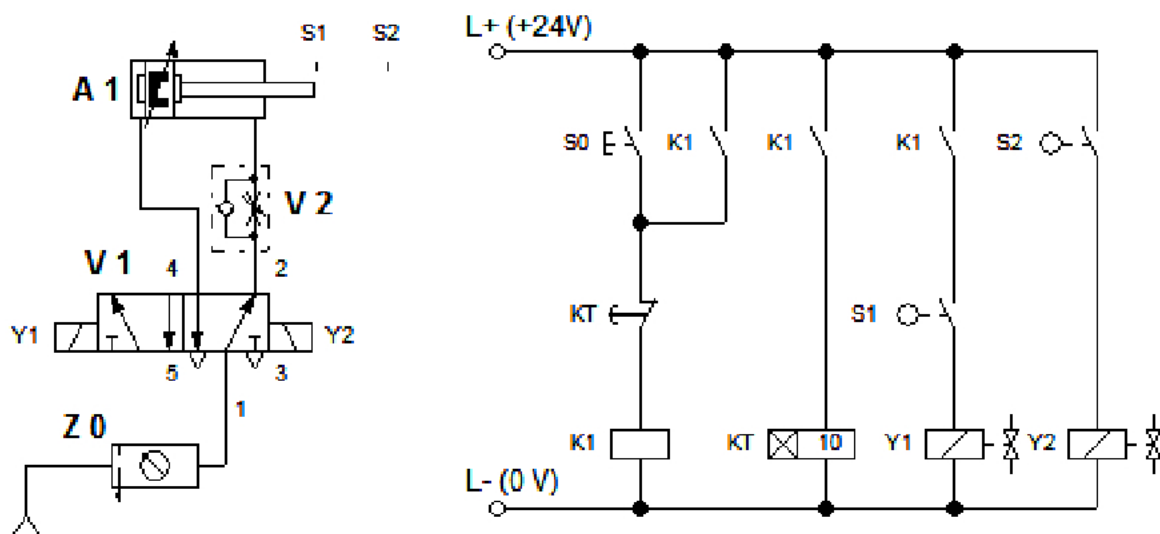 S1 S2
L+ (+24V)
A 1
S0 K1 K1 K1 S2
V 2
V 1 4 2
Y1 Y2
KT S1
5 3
1
Z 0
K1 KT 10 Y1 Y2
L- (0 V)